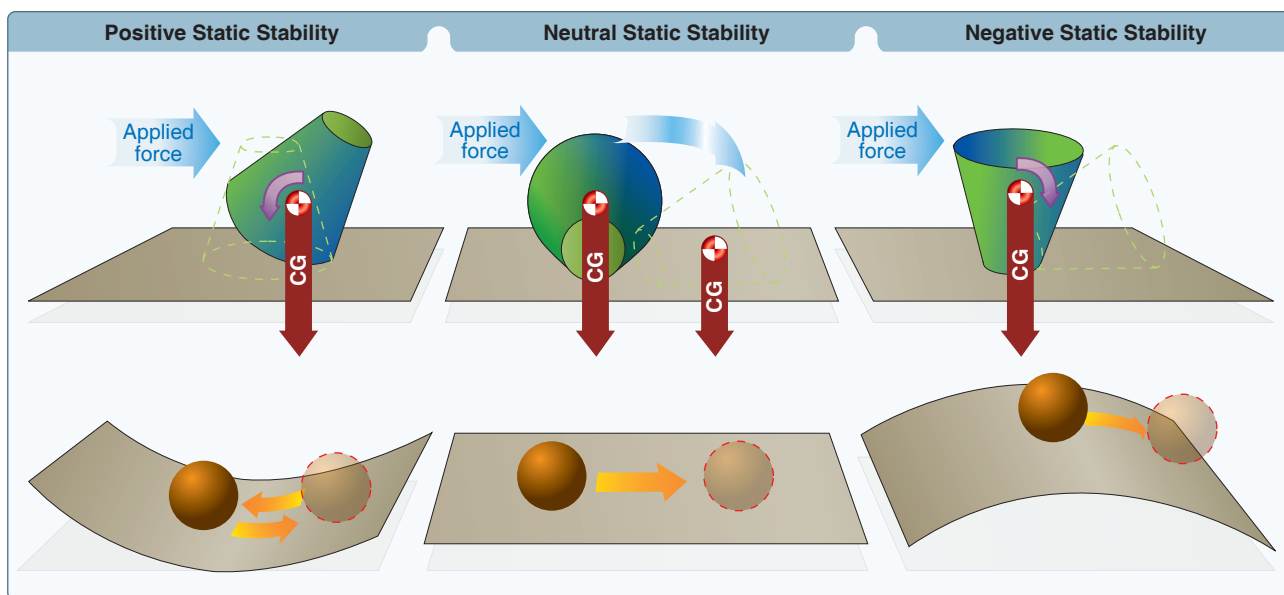 Positive Static Stability
Neutral Static Stability
Negative Static Stability
Applied
force
CG
Applied
force
CG
CG
Applied
force
CG